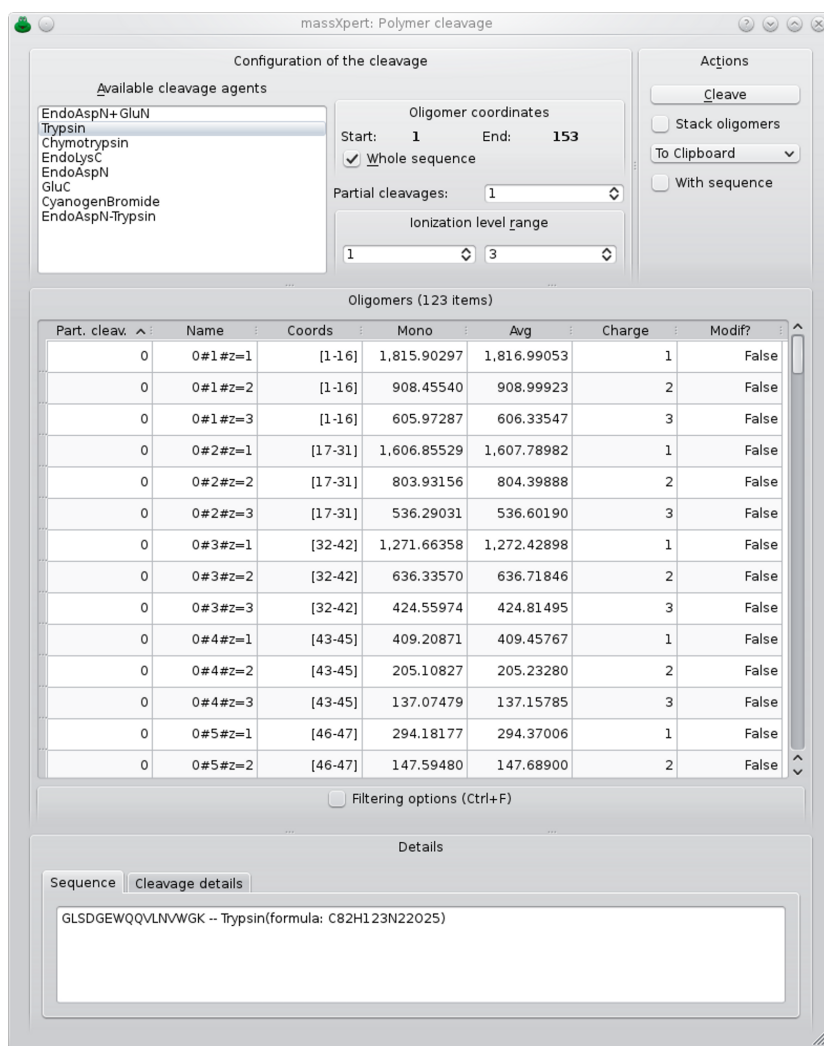 massXpert: Polymer cleavage
Configuration of the cleavage
Available cleavage agents
EndoAspN+GluN
Trypsin
Chymotrypsin
EndoLysC
EndoAspN
GluC
CyanogenBromide
EndoAspN-Trypsin
Oligomer coordinates
Start: 1 End: 153
Whole sequence
Partial cleavages: 1
Ionization level range
1 3
Actions
Cleave
Stack oligomers
To Clipboard
With sequence
Oligomers (123 items)
Part. cleav. Name Coords Mono Avg Charge Modif?
0 0#1#z=1 [1-16] 1,815.90297 1,816.99053 1 False
0 0#1#z=2 [1-16] 908.45540 908.99923 2 False
0 0#1#z=3 [1-16] 605.97287 606.33547 3 False
0 0#2#z=1 [17-31] 1,606.85529 1,607.78982 1 False
0 0#2#z=2 [17-31] 803.93156 804.39888 2 False
0 0#2#z=3 [17-31] 536.29031 536.60190 3 False
0 0#3#z=1 [32-42] 1,271.66358 1,272.42898 1 False
0 0#3#z=2 [32-42] 636.33570 636.71846 2 False
0 0#3#z=3 [32-42] 424.55974 424.81495 3 False
0 0#4#z=1 [43-45] 409.20871 409.45767 1 False
0 0#4#z=2 [43-45] 205.10827 205.23280 2 False
0 0#4#z=3 [43-45] 137.07479 137.15785 3 False
0 0#5#z=1 [46-47] 294.18177 294.37006 1 False
0 0#5#z=2 [46-47] 147.59480 147.68900 2 False
Filtering options (Ctrl+F)
Details
Sequence Cleavage details
GLSDGEWQQVLNVWGK -- Trypsin(formula: C82H123N22O25)